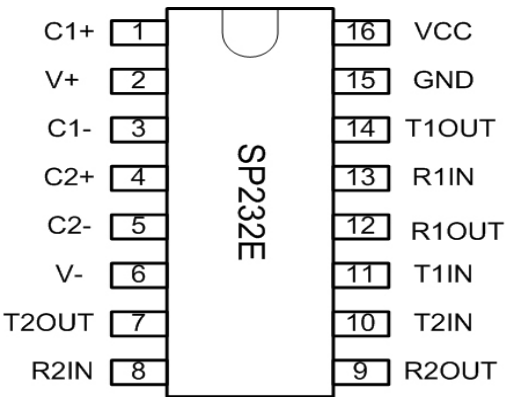 C1+ 1 16 VCC
V+ 2 15 GND
C1- 3 14 T1OUT
C2+ 4 13 R1IN
C2- 5 12 R1OUT
V- 6 11 T1IN
T2OUT 7 10 T2IN
R2IN 8 9 R2OUT
SP232E